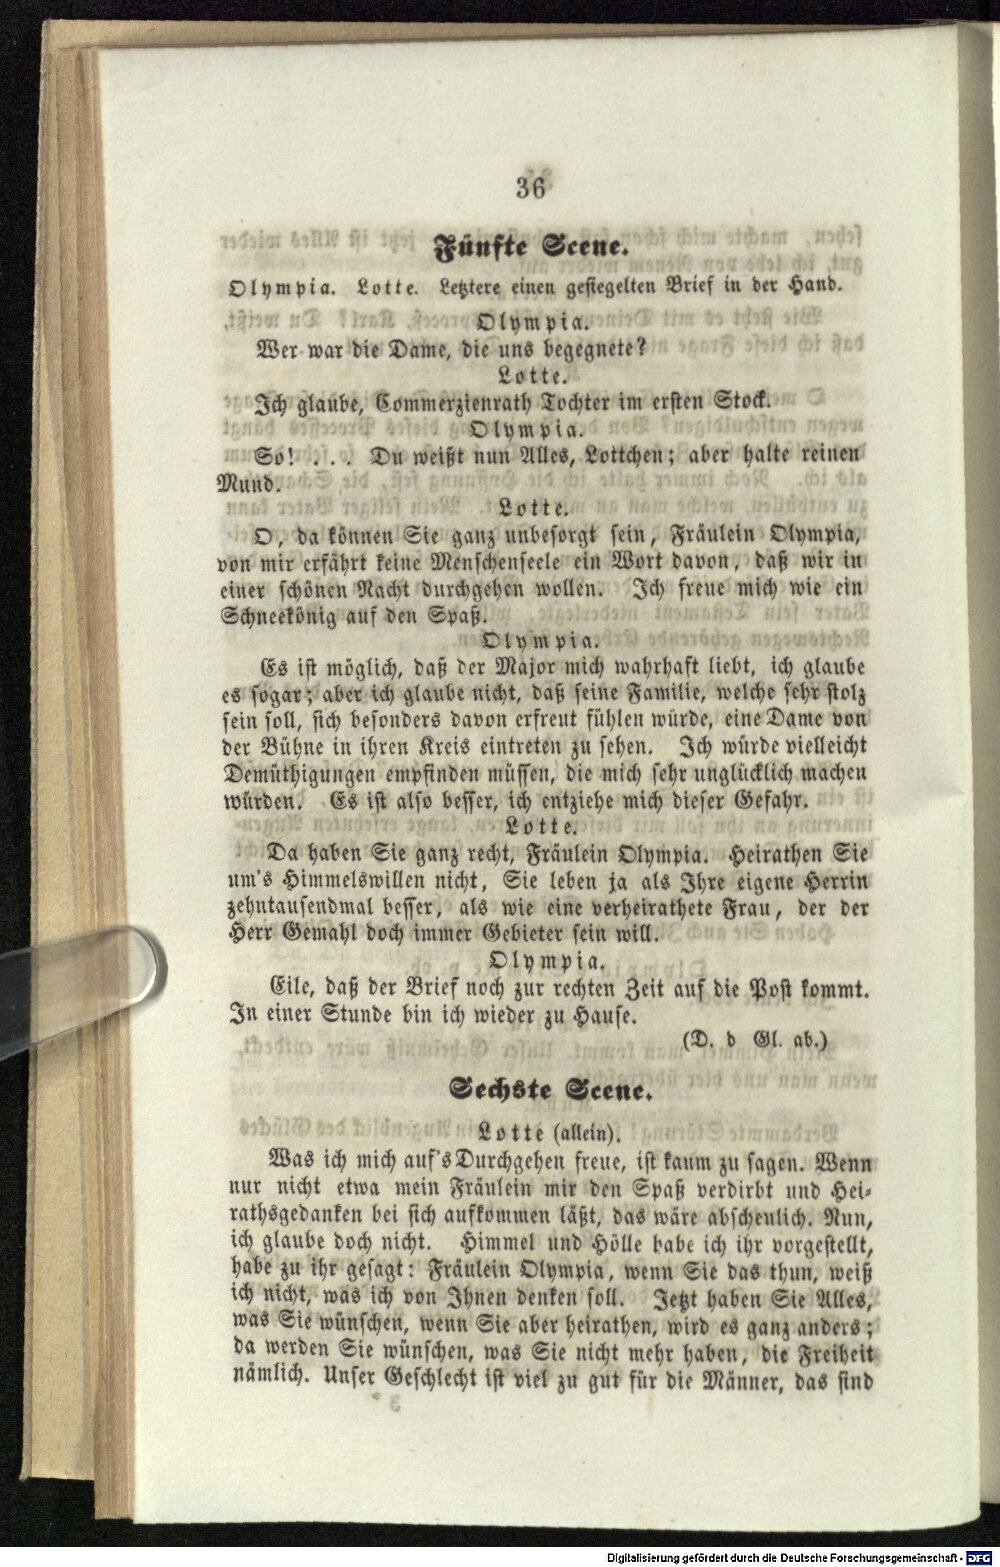 36
Fünfte Scene.
Olympia. Lotte. Letztere einen gesiegelten Brief in der Hand.
Olympia.
Wer war die Dame, die uns begegnete?
Lotte.
Ich glaube, Commerzienrath Tochter im ersten Stock.
Olympia.
So! . . . Du weißt nun Alles, Lottchen; aber halte reinen
Mund.
Lotte.
O, da können Sie ganz unbesorgt sein, Fräulein Olympia,
von mir erfährt keine Menschenseele ein Wort davon, daß wir in
einer schönen Nacht durchgehen wollen. Ich freue mich wie ein
Schneekönig auf den Spaß.
Olympia.
Es ist möglich, daß der Major mich wahrhaft liebt, ich glaube
es sogar; aber ich glaube nicht, daß seine Familie, welche sehr stolz
sein soll, sich besonders davon erfreut fühlen würde, eine Dame von
der Bühne in ihren Kreis eintreten zu sehen. Ich würde vielleicht
Demüthigungen empfinden müssen, die mich sehr unglücklich machen
würden. Es ist also besser, ich entziehe mich dieser Gefahr.
Lotte.
Da haben Sie ganz recht, Fräulein Olympia. Heirathen Sie
um's Himmelswillen nicht, Sie leben ja als Ihre eigene Herrin
zehntausendmal besser, als wie eine verheirathete Frau, der der
Herr Gemahl doch immer Gebieter sein will.
Olympia.
Eile, daß der Brief noch zur rechten Zeit auf die Post kommt.
In einer Stunde bin ich wieder zu Hause.
(D. d Gl. ab.)
Sechste Scene.
Lotte (allein).
Was ich mich auf's Durchgehen freue, ist kaum zu sagen. Wenn
nur nicht etwa mein Fräulein mir den Spaß verdirbt und Hei-
rathsgedanken bei sich aufkommen läßt, das wäre abscheulich. Nun,
ich glaube doch nicht. Himmel und Hölle habe ich ihr vorgestellt,
habe zu ihr gesagt: Fräulein Olympia, wenn Sie das thun, weiß
ich nicht, was ich von Ihnen denken soll. Jetzt haben Sie Alles,
was Sie wünschen, wenn Sie aber heirathen, wird es ganz anders;
da werden Sie wünschen, was Sie nicht mehr haben, die Freiheit
nämlich. Unser Geschlecht ist viel zu gut für die Männer, das sind
Digitalisierung gefördert durch die Deutsche Forschungsgemeinschaft - DFG